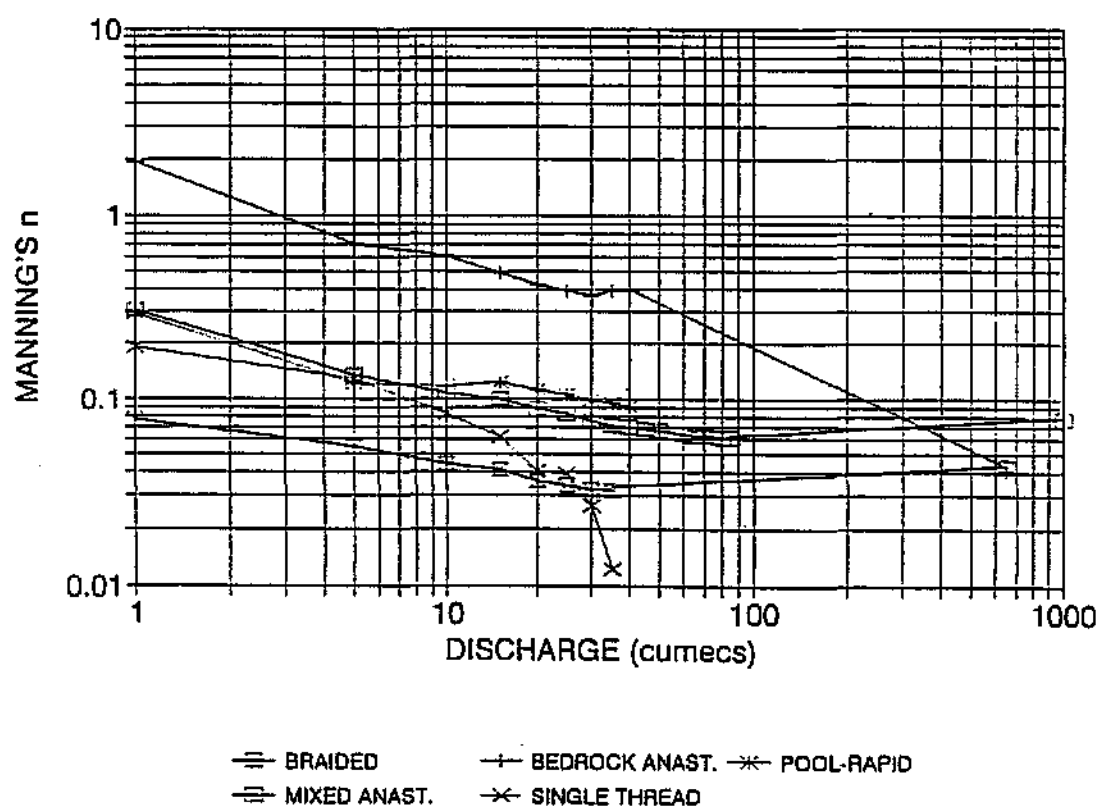 10
1
0.1
0.01
MANNING'S n
1 10 100 1000
DISCHARGE (cumecs)
BRAIDED BEDROCK ANAST. POOL-RAPID
MIXED ANAST. SINGLE THREAD